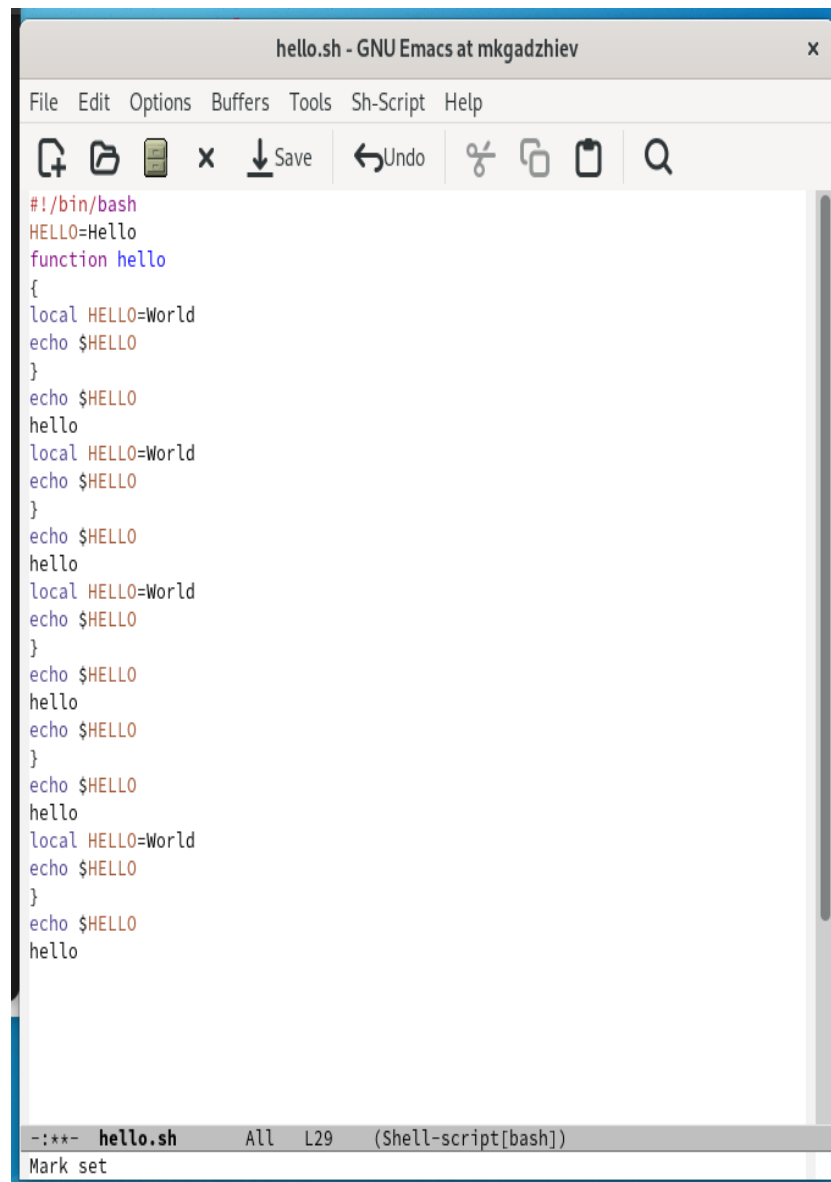 hello.sh - GNU Emacs at mkgadzhiev x
File Edit Options Buffers Tools Sh-Script Help
Save Undo
#!/bin/bash
HELLO=Hello
function hello
{
local HELLO=World
echo $HELLO
}
echo $HELLO
hello
local HELLO=World
echo $HELLO
}
echo $HELLO
hello
local HELLO=World
echo $HELLO
}
echo $HELLO
hello
echo $HELLO
}
echo $HELLO
hello
local HELLO=World
echo $HELLO
}
echo $HELLO
hello
-:**- hello.sh All L29 (Shell-script[bash])
Mark set